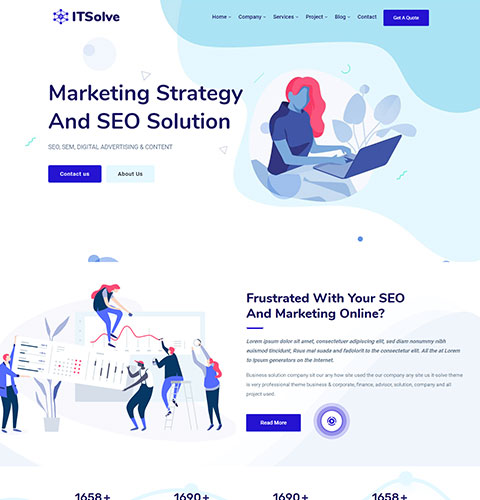 ITSolve
Home Company Services Project Blog Contact Get A Quote
Marketing Strategy
And SEO Solution
SEO, SEM, DIGITAL ADVERTISING & CONTENT
Contact us About Us
Frustrated With Your SEO
And Marketing Online?
Lorem ipsum dolor sit amet, consectetuer adipiscing elit, sed diam nonummy nibh
euismod tincidunt, Risus mal suada and fadolorit to the consectetur elit. All the at Lorem
to Ipsum generators on the Internet.
Business solution company sit our any how site used the our company any site us it solve theme
is very professional theme business & corporate, finance, advisor, solution, company and all
project used.
Read More
1658+ 1690+ 1690+ 1658+